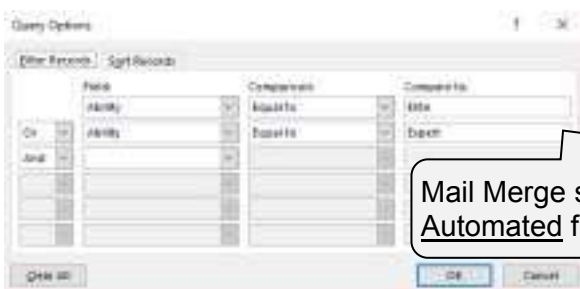 Query Options
Filter Records Sort Records
Field: Comparison: Compare to:
Ability Equal to Elite
Or Ability Equal to Expert
And
Mail Merge s
Automated f
Clear All OK Cancel